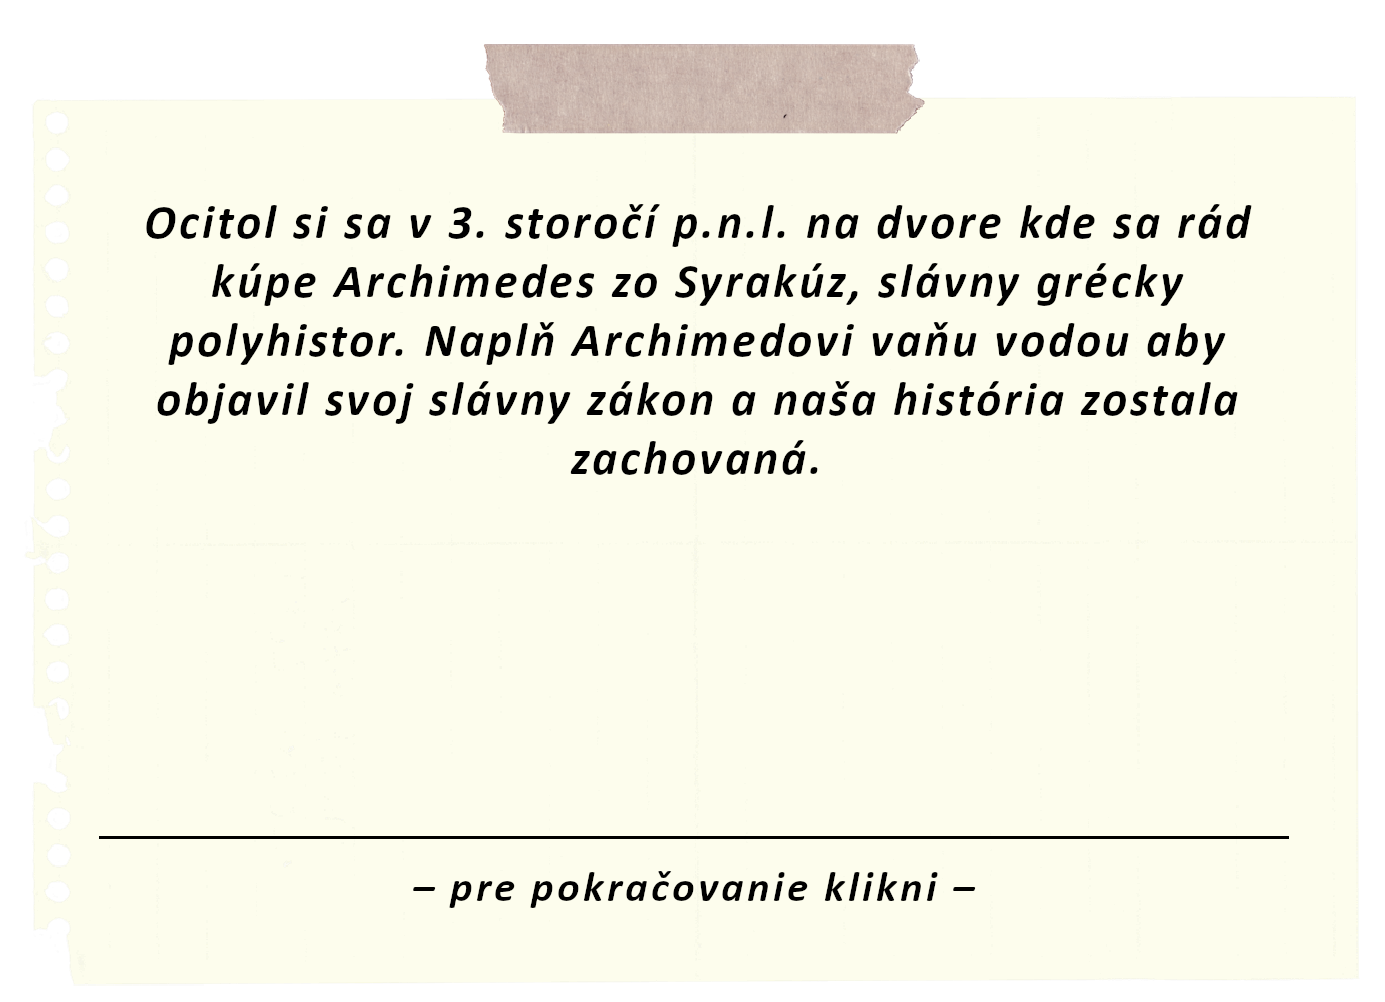 Ocitol si sa v 3. storočí p.n.l. na dvore kde sa rád
kúpe Archimedes zo Syrakúz, slávny grécky
polyhistor. Naplň Archimedovi vaňu vodou aby
objavil svoj slávny zákon a naša história zostala
zachovaná.
– pre pokračovanie klikni –